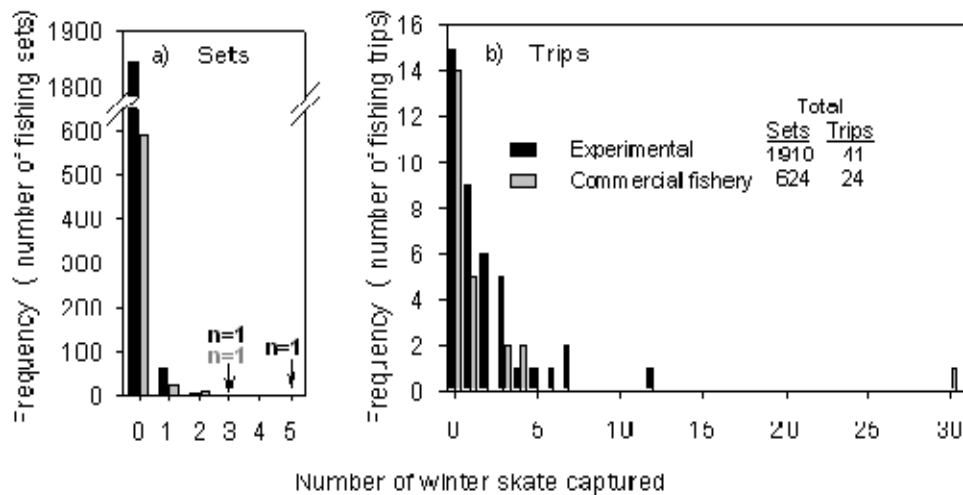 Frequency ( number of fishing sets)
1900
1800
600
500
400
300
200
100
0
a) Sets
n=1
n=1
n=1
0 1 2 3 4 5
Frequency ( number of fishing trips)
16
14
12
10
8
6
4
2
0
b) Trips
Total
Sets Trips
Experimental 1910 41
Commercial fishery 624 24
0 5 10 15 20 25 30
Number of winter skate captured